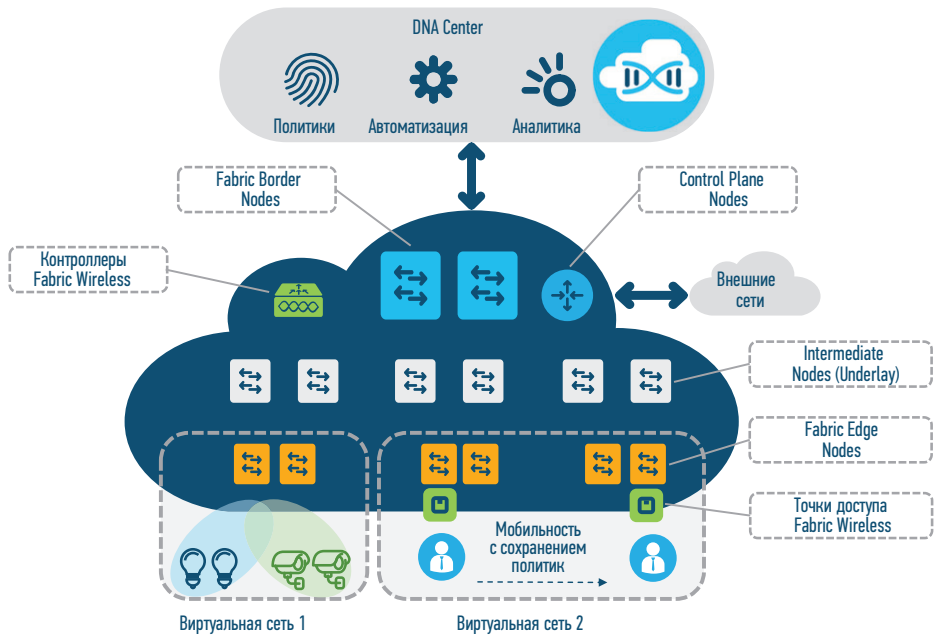 DNA Center
Политики
Автоматизация
Аналитика
Fabric Border
Nodes
Control Plane
Nodes
Контроллеры
Fabric Wireless
Внешние
сети
Intermediate
Nodes (Underlay)
Fabric Edge
Nodes
Точки доступа
Fabric Wireless
Мобильность
с сохранением
политик
Виртуальная сеть 1
Виртуальная сеть 2